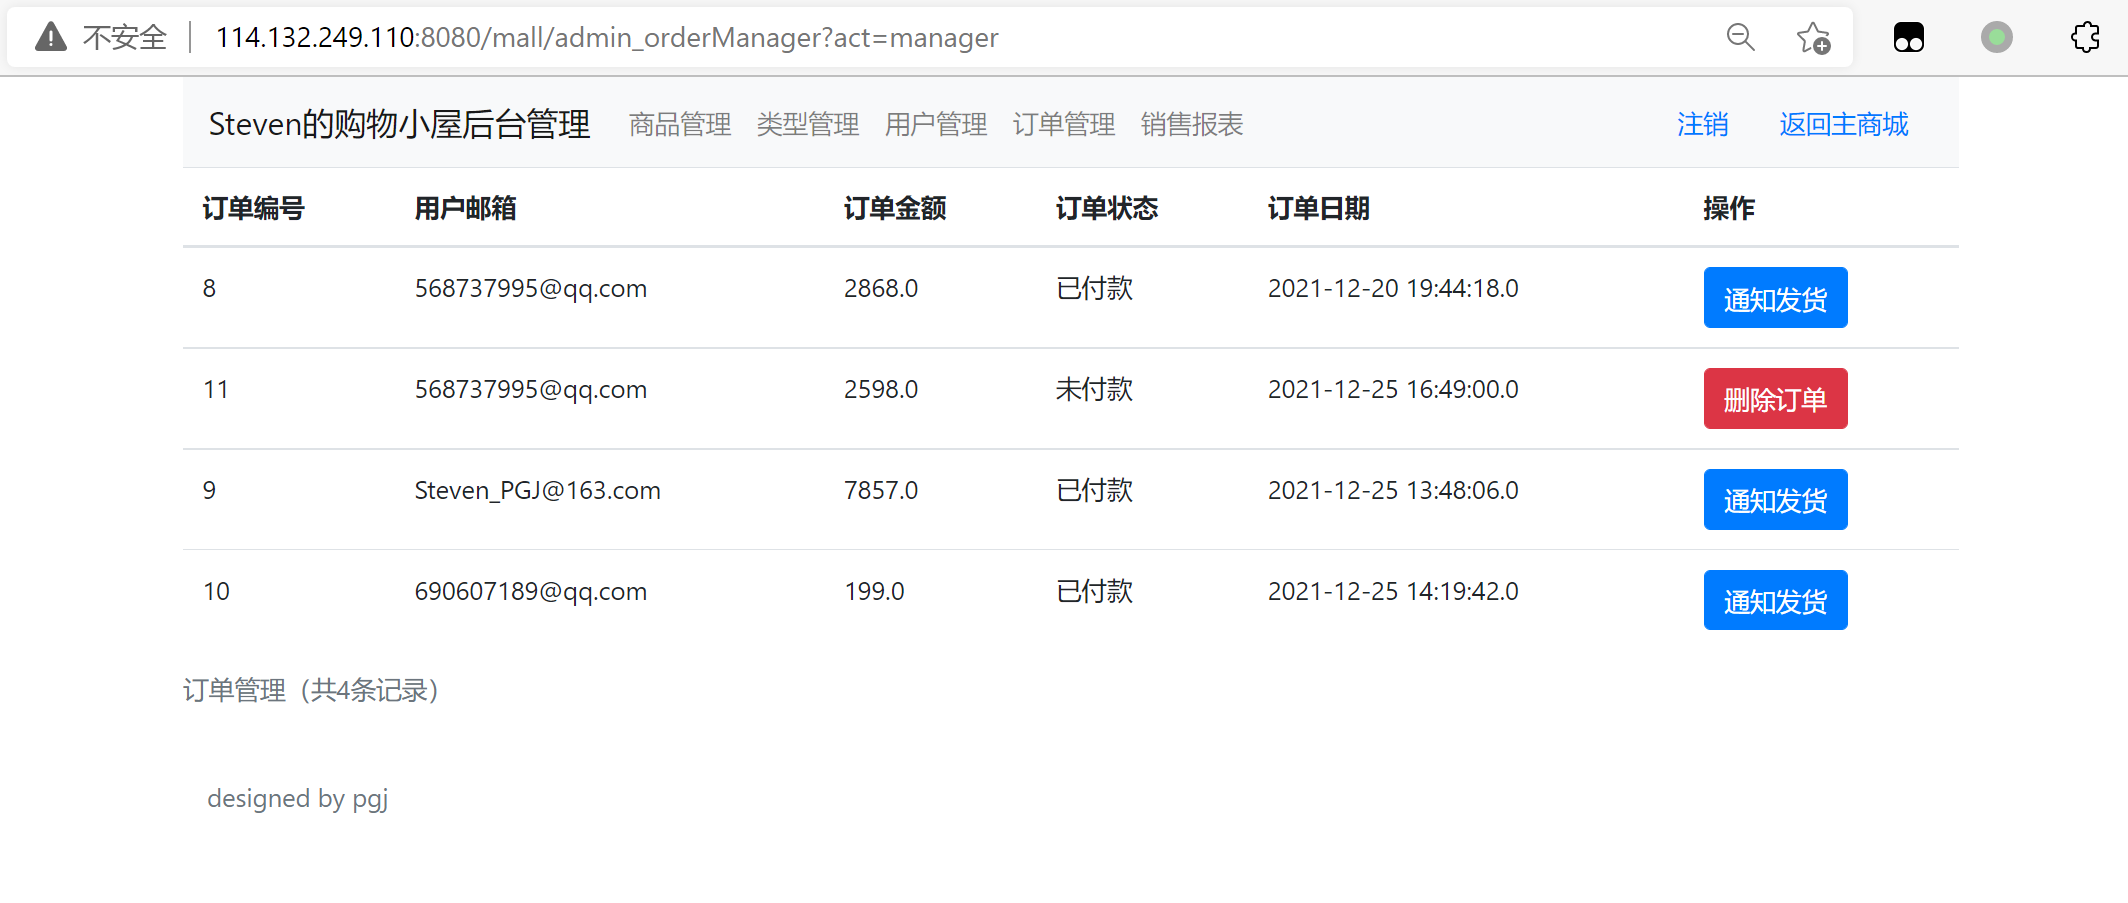 不安全 114.132.249.110:8080/mall/admin_orderManager?act=manager
Steven的购物小屋后台管理 商品管理 类型管理 用户管理 订单管理 销售报表 注销 返回主商城
订单编号 用户邮箱 订单金额 订单状态 订单日期 操作
8 568737995@qq.com 2868.0 已付款 2021-12-20 19:44:18.0 通知发货
11 568737995@qq.com 2598.0 未付款 2021-12-25 16:49:00.0 删除订单
9 Steven_PGJ@163.com 7857.0 已付款 2021-12-25 13:48:06.0 通知发货
10 690607189@qq.com 199.0 已付款 2021-12-25 14:19:42.0 通知发货
订单管理（共4条记录）
designed by pgj